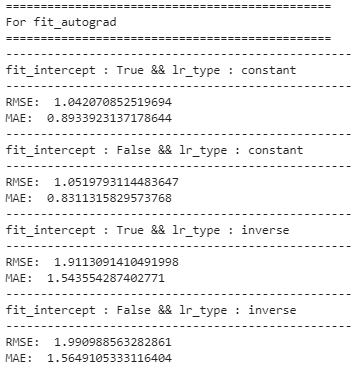 ==============================================
For fit_autograd
==============================================
------------------------------------------------
fit_intercept : True && lr_type : constant
------------------------------------------------
RMSE:  1.042070852519694
MAE:  0.8933923137178644
------------------------------------------------
fit_intercept : False && lr_type : constant
------------------------------------------------
RMSE:  1.0519793114483647
MAE:  0.8311315829573768
------------------------------------------------
fit_intercept : True && lr_type : inverse
------------------------------------------------
RMSE:  1.9113091410491998
MAE:  1.543554287402771
------------------------------------------------
fit_intercept : False && lr_type : inverse
------------------------------------------------
RMSE:  1.990988563282861
MAE:  1.5649105333116404